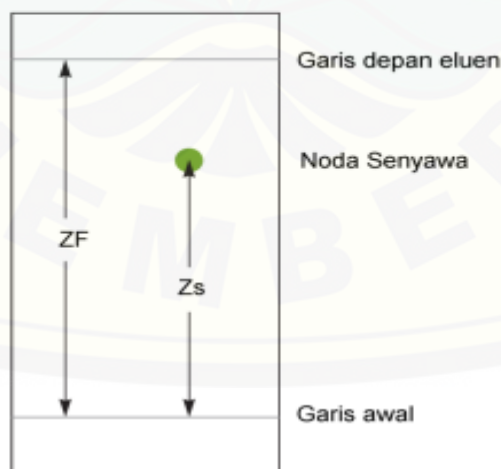 Garis depan eluen
Noda Senyawa
ZF
Zs
Garis awal